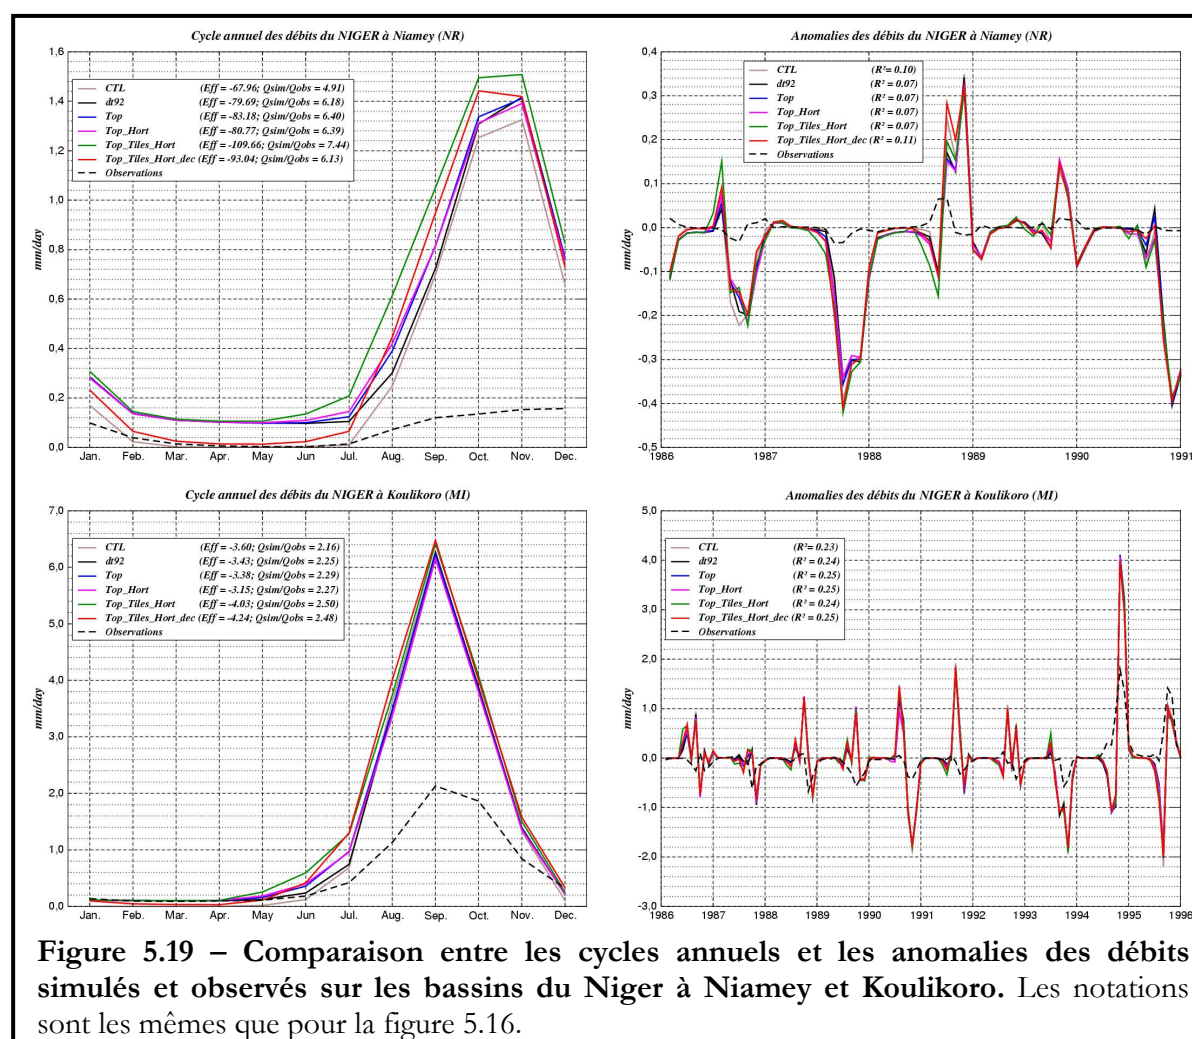 Cycle annuel des débits du NIGER à Niamey (NR)
1,6
1,4
1,2
1,0
0,8
0,6
0,4
0,2
0,0
mm/day
CTL (Eff = -67.96; Qsim/Qobs = 4.91)
dt92 (Eff = -79.69; Qsim/Qobs = 6.18)
Top (Eff = -83.18; Qsim/Qobs = 6.40)
Top_Hort (Eff = -80.77; Qsim/Qobs = 6.39)
Top_Tiles_Hort (Eff = -109.66; Qsim/Qobs = 7.44)
Top_Tiles_Hort_dec (Eff = -93.04; Qsim/Qobs = 6.13)
Observations
Jan. Feb. Mar. Apr. May Jun. Jul. Aug. Sep. Oct. Nov. Dec.
Anomalies des débits du NIGER à Niamey (NR)
0,4
0,3
0,2
0,1
0,0
-0,1
-0,2
-0,3
-0,4
-0,5
mm/day
CTL (R²= 0.10)
dt92 (R² = 0.07)
Top (R² = 0.07)
Top_Hort (R² = 0.07)
Top_Tiles_Hort (R² = 0.07)
Top_Tiles_Hort_dec (R² = 0.11)
Observations
1986 1987 1988 1989 1990 1991
Cycle annuel des débits du NIGER à Koulikoro (MI)
7,0
6,0
5,0
4,0
3,0
2,0
1,0
0,0
mm/day
CTL (Eff = -3.60; Qsim/Qobs = 2.16)
dt92 (Eff = -3.43; Qsim/Qobs = 2.25)
Top (Eff = -3.38; Qsim/Qobs = 2.29)
Top_Hort (Eff = -3.15; Qsim/Qobs = 2.27)
Top_Tiles_Hort (Eff = -4.03; Qsim/Qobs = 2.50)
Top_Tiles_Hort_dec (Eff = -4.24; Qsim/Qobs = 2.48)
Observations
Jan. Feb. Mar. Apr. May Jun Jul. Aug. Sep. Oct. Nov. Dec.
Anomalies des débits du NIGER à Koulikoro (MI)
5,0
4,0
3,0
2,0
1,0
0,0
-1,0
-2,0
-3,0
mm/day
CTL (R²= 0.23)
dt92 (R² = 0.24)
Top (R² = 0.25)
Top_Hort (R² = 0.25)
Top_Tiles_Hort (R² = 0.24)
Top_Tiles_Hort_dec (R² = 0.25)
Observations
1986 1987 1988 1989 1990 1991 1992 1993 1994 1995 1996
Figure 5.19 – Comparaison entre les cycles annuels et les anomalies des débits
simulés et observés sur les bassins du Niger à Niamey et Koulikoro. Les notations
sont les mêmes que pour la figure 5.16.